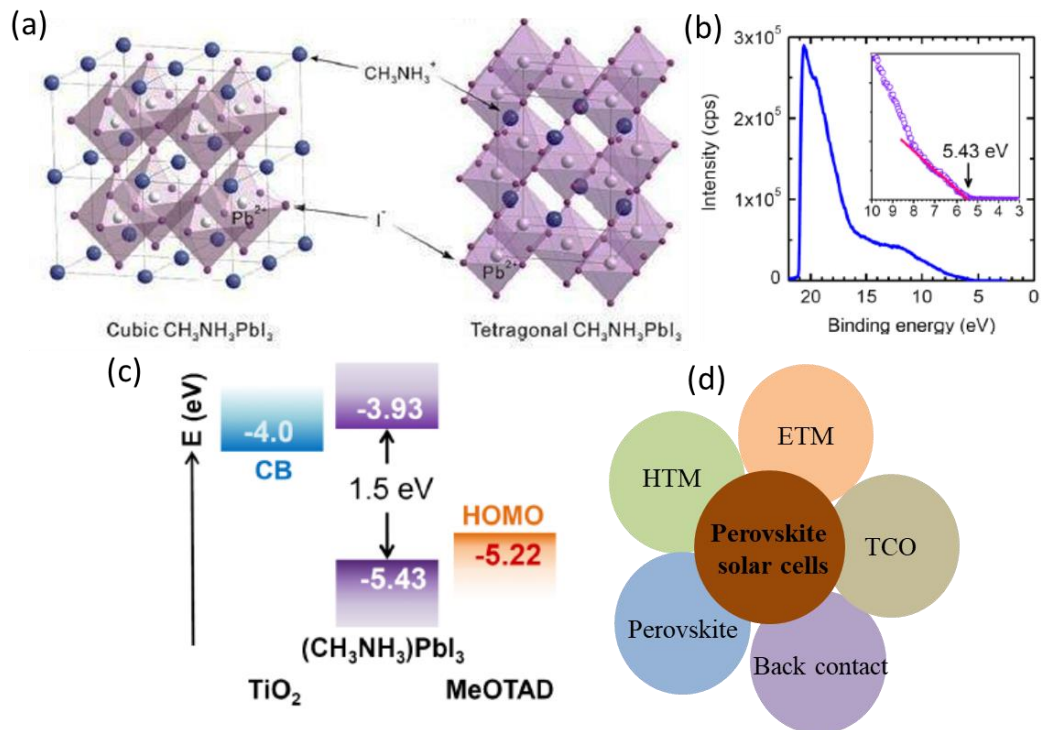 (a)
CH₃NH₃⁺
Pb²⁺
I⁻
Pb²⁺
Cubic CH₃NH₃PbI₃
Tetragonal CH₃NH₃PbI₃
(b)
3x10⁵
2x10⁵
1x10⁵
0
Intensity (cps)
20 15 10 5 0
Binding energy (eV)
5.43 eV
10 9 8 7 6 5 4 3
(c)
E (eV)
-4.0
CB
-3.93
1.5 eV
-5.43
HOMO
-5.22
(CH₃NH₃)PbI₃
TiO₂
MeOTAD
(d)
ETM
HTM
Perovskite
solar cells
TCO
Perovskite
Back contact